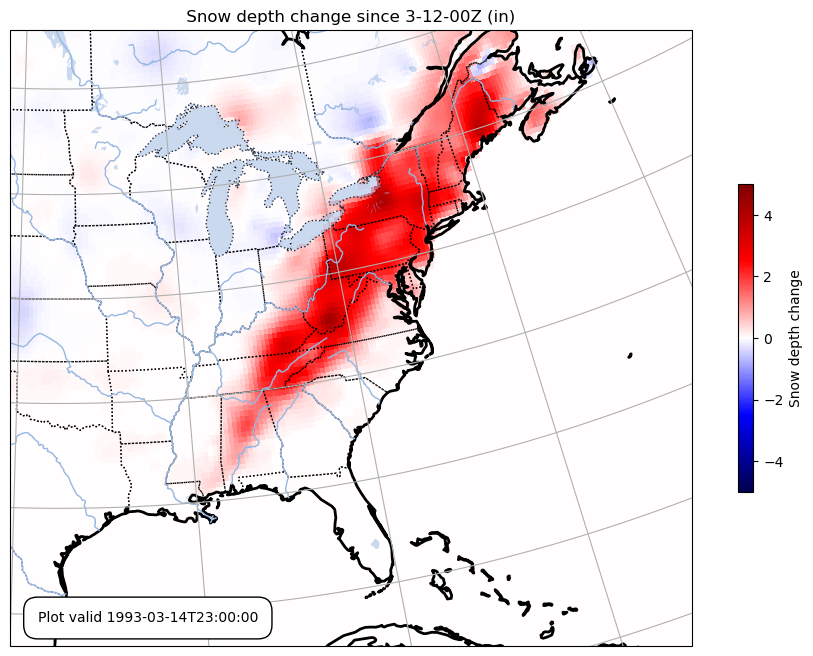 Snow depth change since 3-12-00Z (in)
4
2
0
−2
−4
Snow depth change
Plot valid 1993-03-14T23:00:00